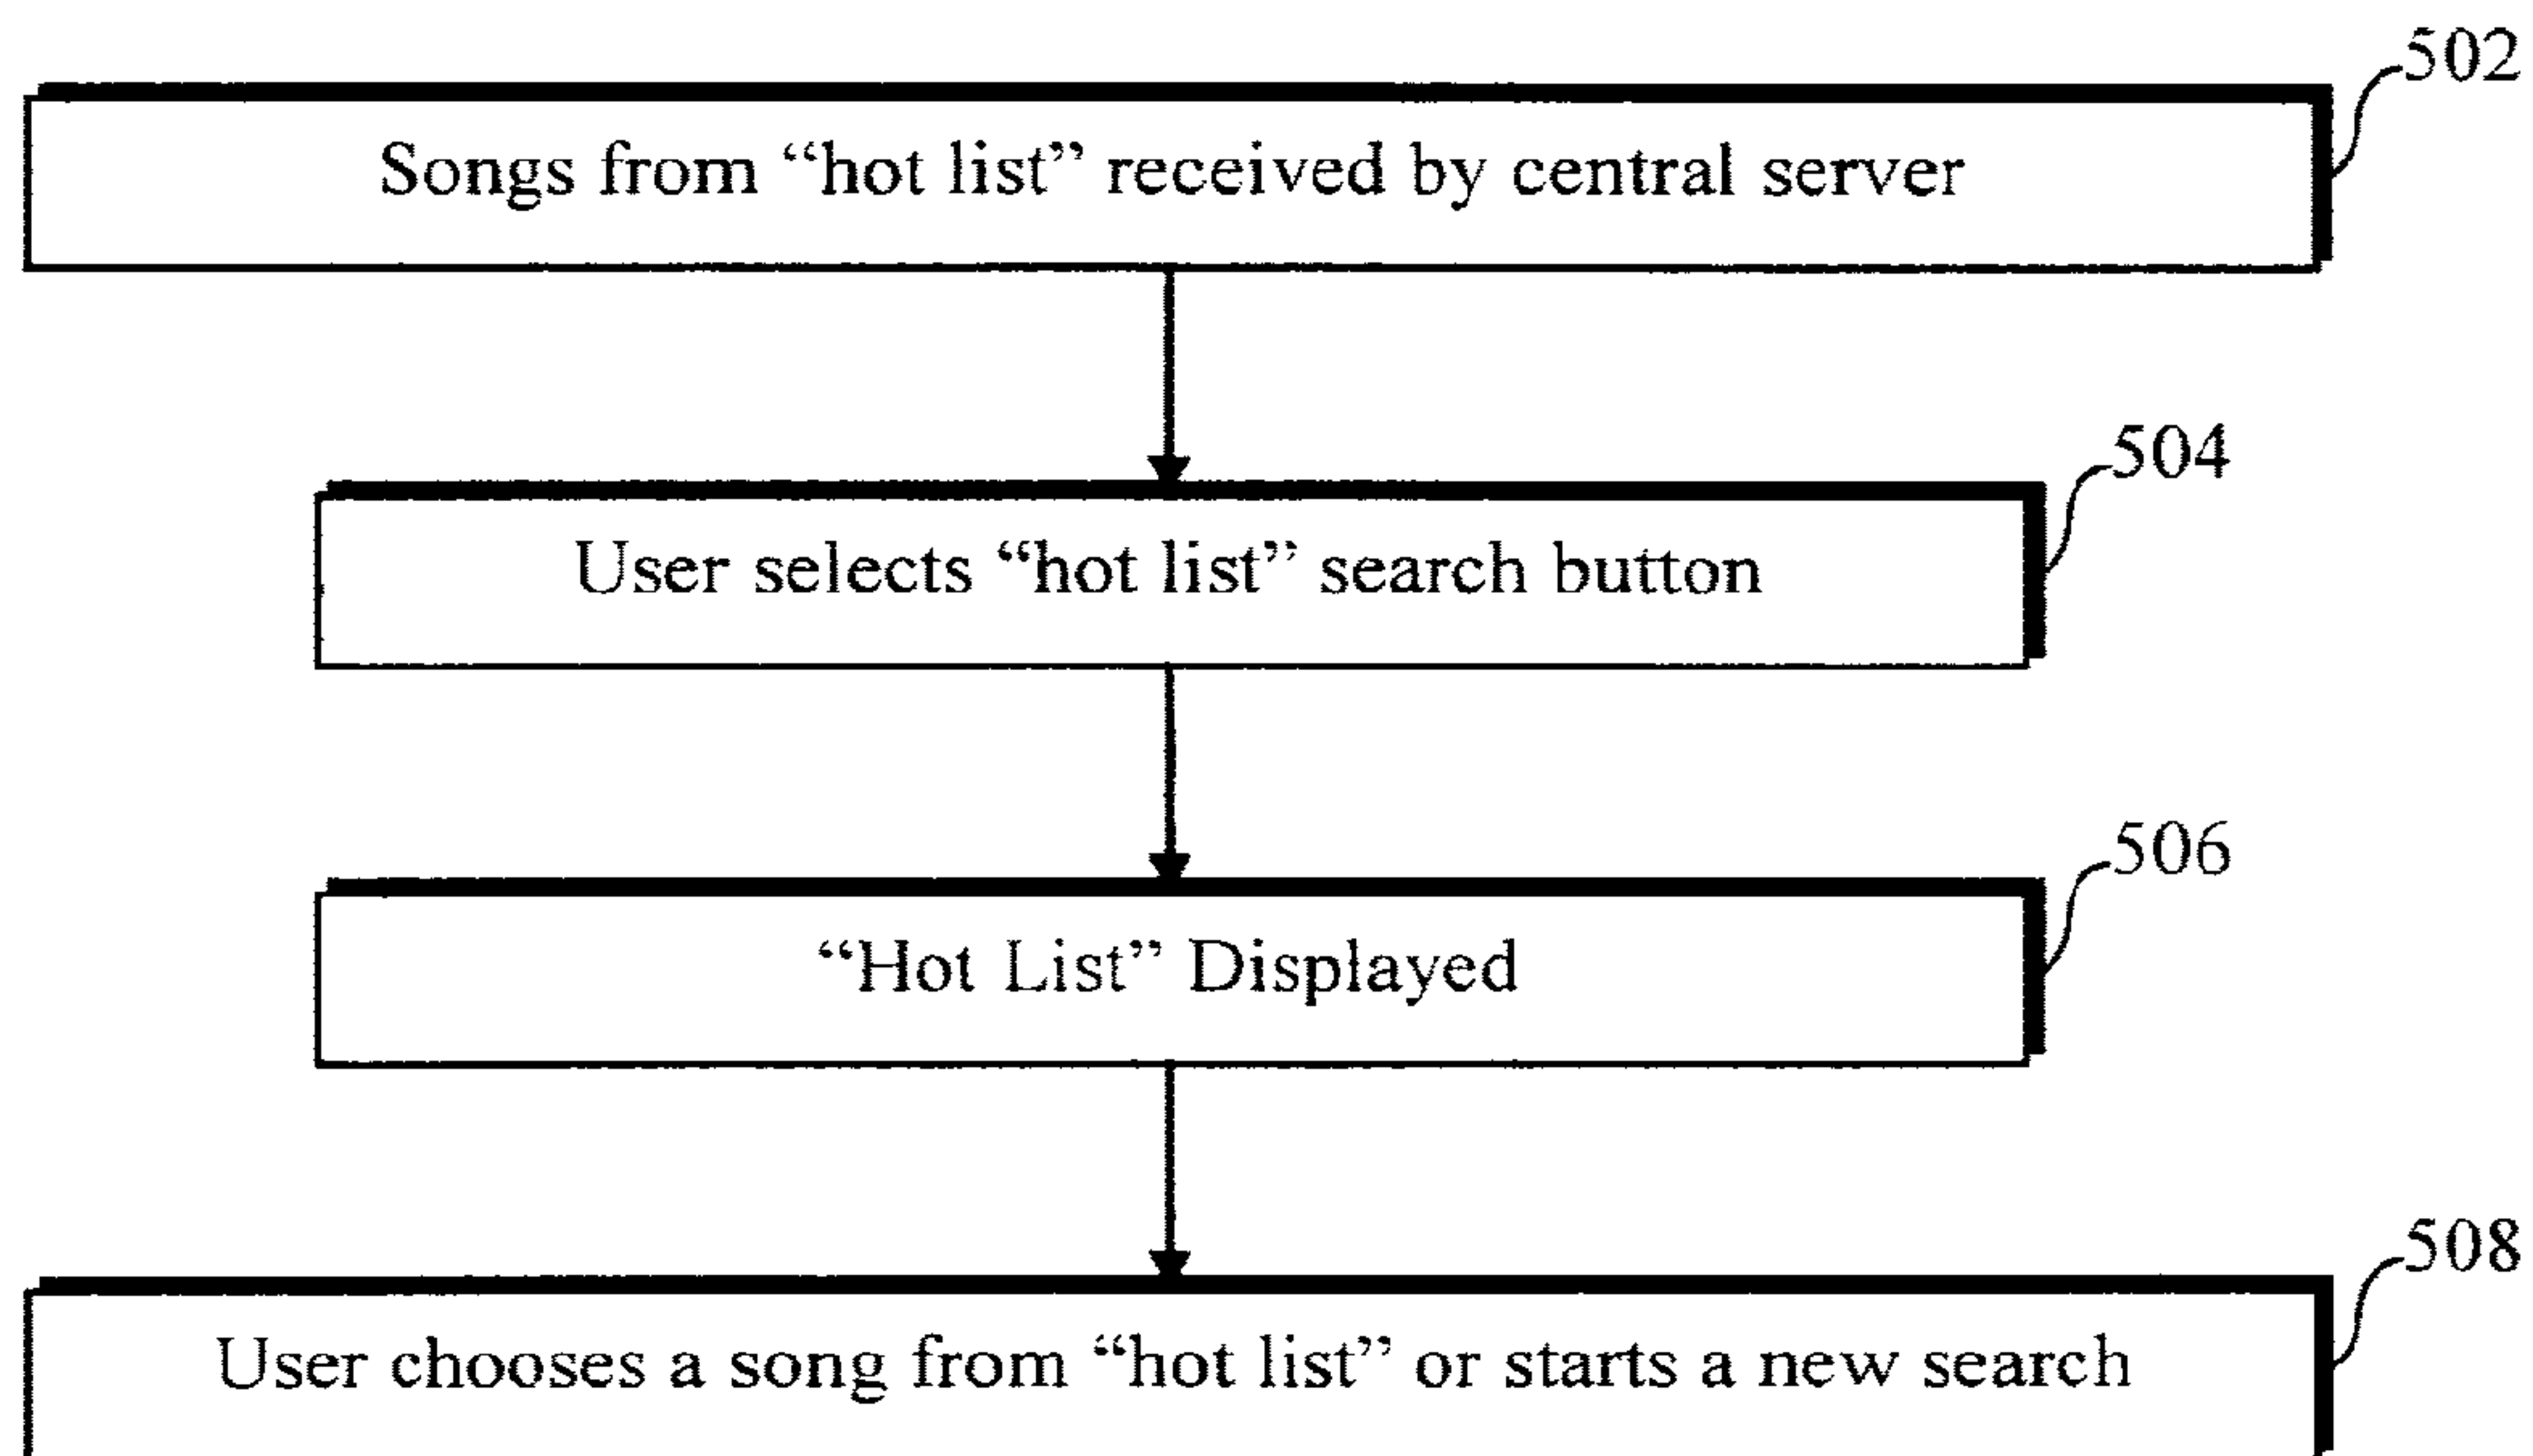 502
Songs from “hot list” received by central server
504
User selects “hot list” search button
506
“Hot List” Displayed
508
User chooses a song from “hot list” or starts a new search